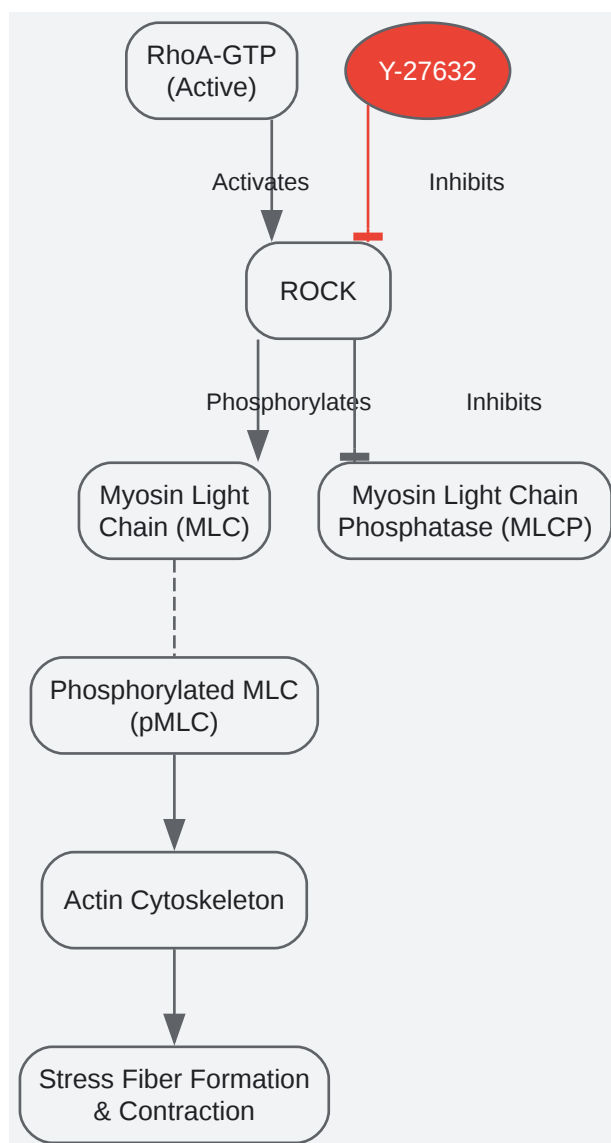 RhoA-GTP
(Active)
Y-27632
Activates
Inhibits
ROCK
Phosphorylates
Inhibits
Myosin Light
Chain (MLC)
Myosin Light Chain
Phosphatase (MLCP)
Phosphorylated MLC
(pMLC)
Actin Cytoskeleton
Stress Fiber Formation
& Contraction